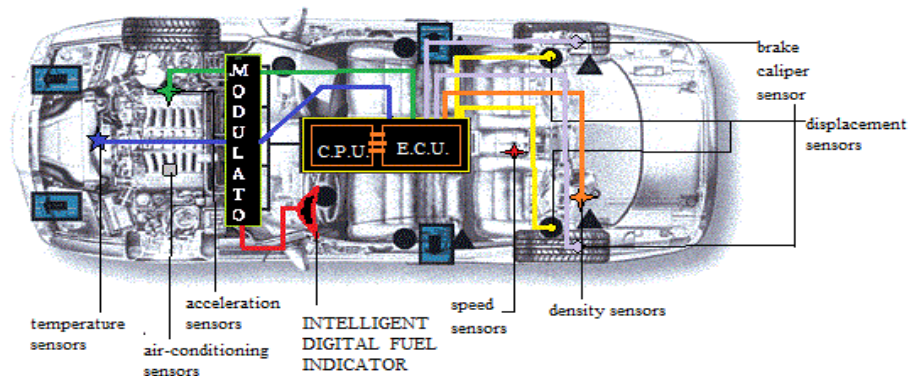 MODULATO
C.P.U.
E.C.U.
brake
caliper
sensor
displacement
sensors
temperature
sensors
air-conditioning
sensors
acceleration
sensors
INTELLIGENT
DIGITAL FUEL
INDICATOR
speed
sensors
density sensors